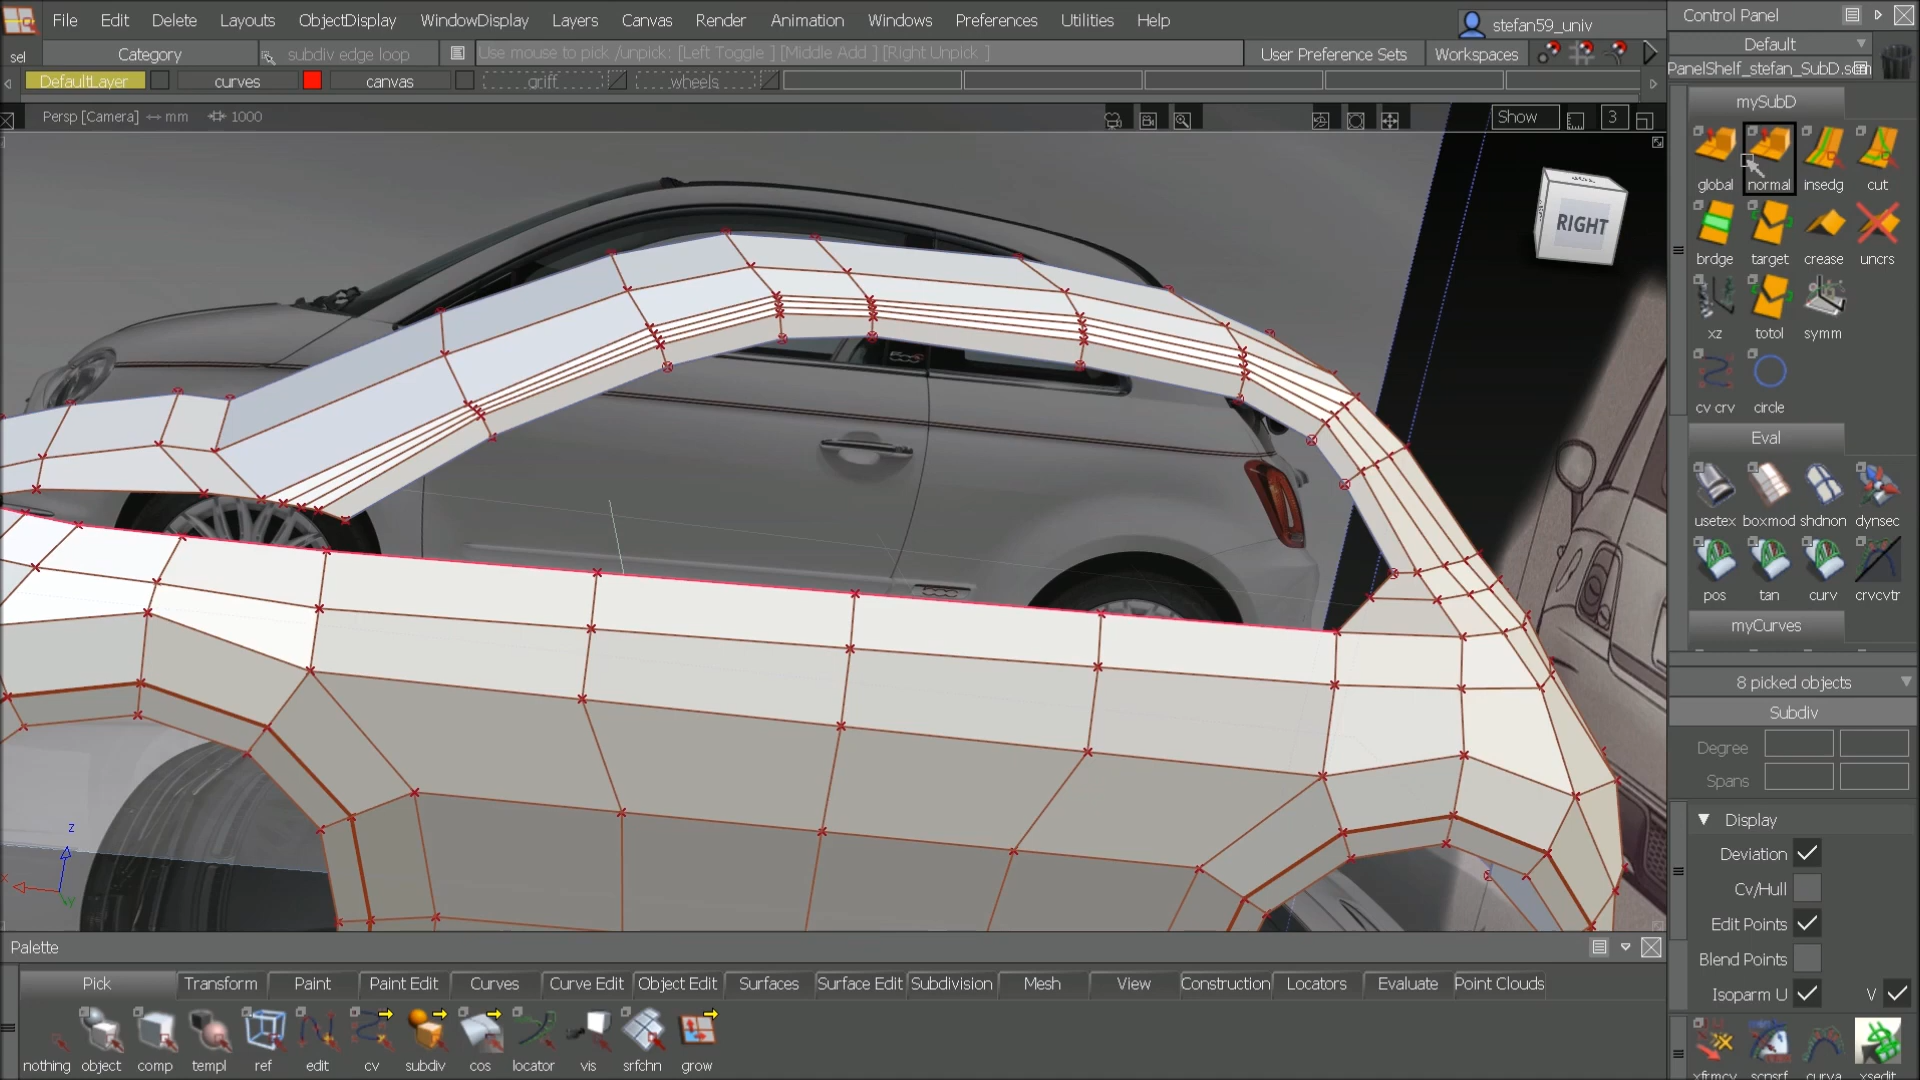 File Edit Delete Layouts ObjectDisplay WindowDisplay Layers Canvas Render Animation Windows Preferences Utilities Help
stefan59_univ
Control Panel
sel Category subdiv edge loop Use mouse to pick /unpick: [Left Toggle ] [Middle Add ] [Right Unpick ] User Preference Sets Workspaces
Default
PanelShelf_stefan_SubD.scm
DefaultLayer curves canvas griff wheels
Persp [Camera] mm 1000 Show 3
mySubD
global normal insedg cut
RIGHT
brdge target crease uncrs
xz totol symm
cv crv circle
Eval
usetex boxmod shdnon dynsec
pos tan curv crvcvtr
myCurves
8 picked objects
Subdiv
Degree
Spans
Display
Deviation
Cv/Hull
Edit Points
Blend Points
Isoparm U V
z
Y
x
Palette
Pick Transform Paint Paint Edit Curves Curve Edit Object Edit Surfaces Surface Edit Subdivision Mesh View Construction Locators Evaluate Point Clouds
nothing object comp templ ref edit cv subdiv cos locator vis srfchn grow
xfrmcv scnsrf curva xsedit